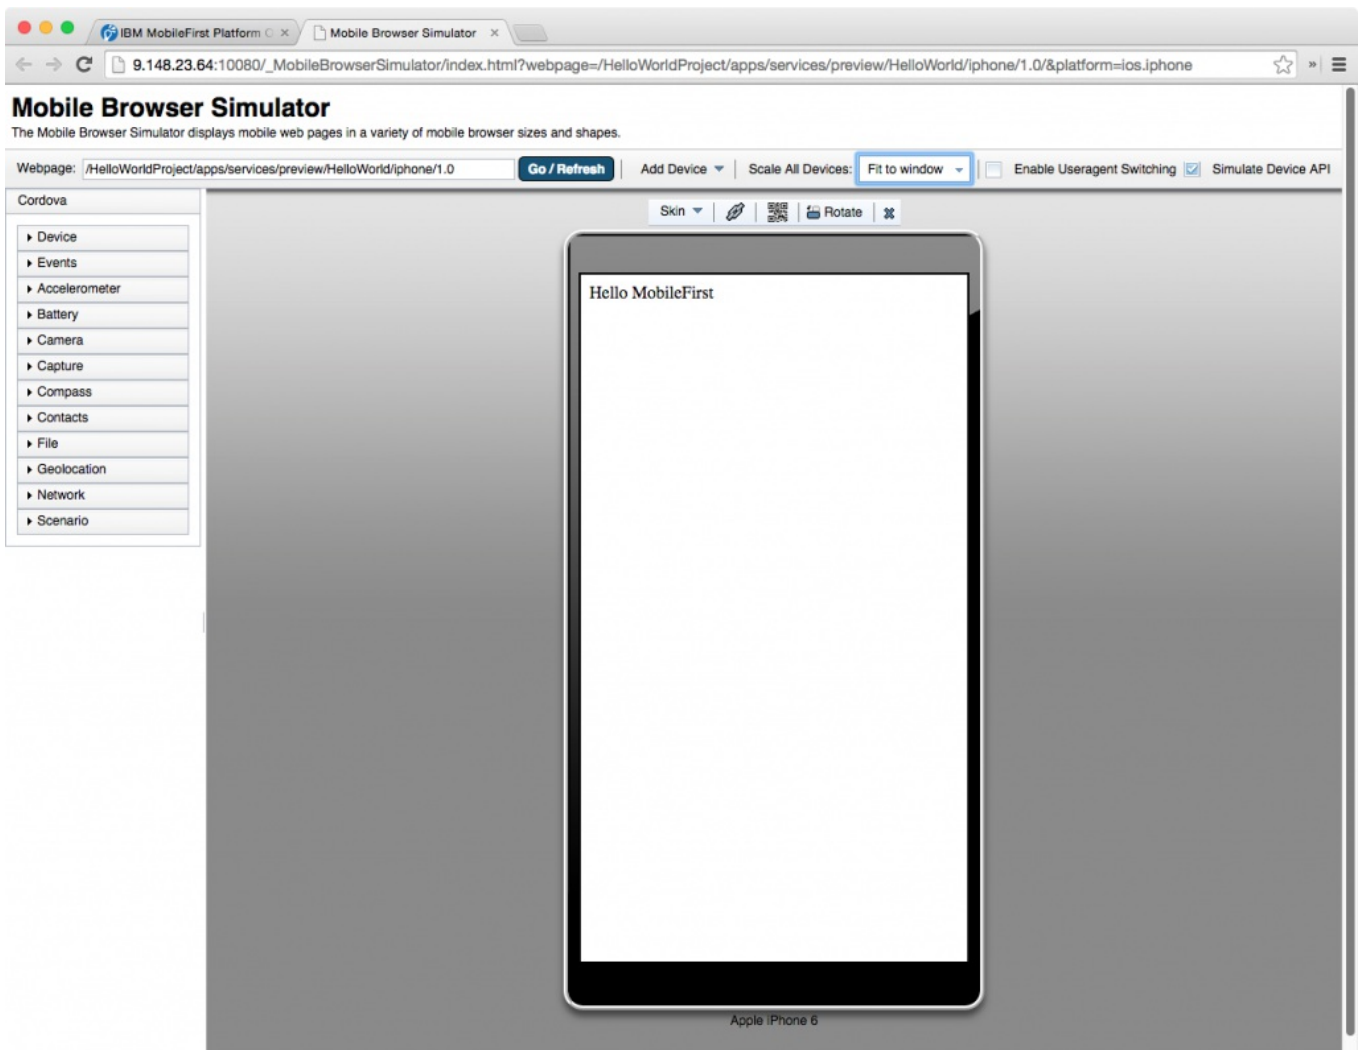 IBM MobileFirst Platform
Mobile Browser Simulator
9.148.23.64:10080/_MobileBrowserSimulator/index.html?webpage=/HelloWorldProject/apps/services/preview/HelloWorld/iphone/1.0/&platform=ios.iphone
Mobile Browser Simulator
The Mobile Browser Simulator displays mobile web pages in a variety of mobile browser sizes and shapes.
Webpage: /HelloWorldProject/apps/services/preview/HelloWorld/iphone/1.0 Go / Refresh Add Device Scale All Devices: Fit to window Enable Useragent Switching Simulate Device API
Cordova
Skin Rotate
Device
Events
Accelerometer
Battery
Camera
Capture
Compass
Contacts
File
Geolocation
Network
Scenario
Hello MobileFirst
Apple iPhone 6